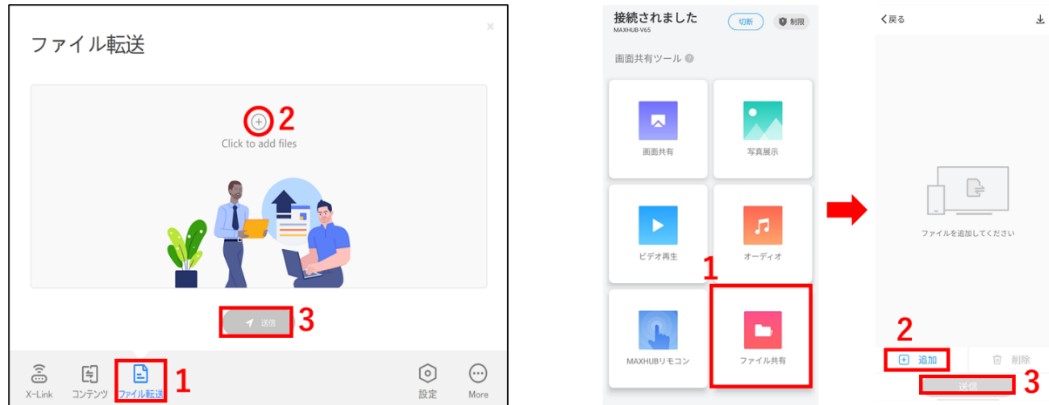 ファイル転送
2
Click to add files
送信
3
X-Link
コンテンツ
ファイル転送
1
設定
More
接続されました
MAXHUB-V65
切断
制限
画面共有ツール
画面共有
写真展示
ビデオ再生
オーディオ
1
MAXHUBリモコン
ファイル共有
戻る
ファイルを追加してください
2
追加
削除
送信
3